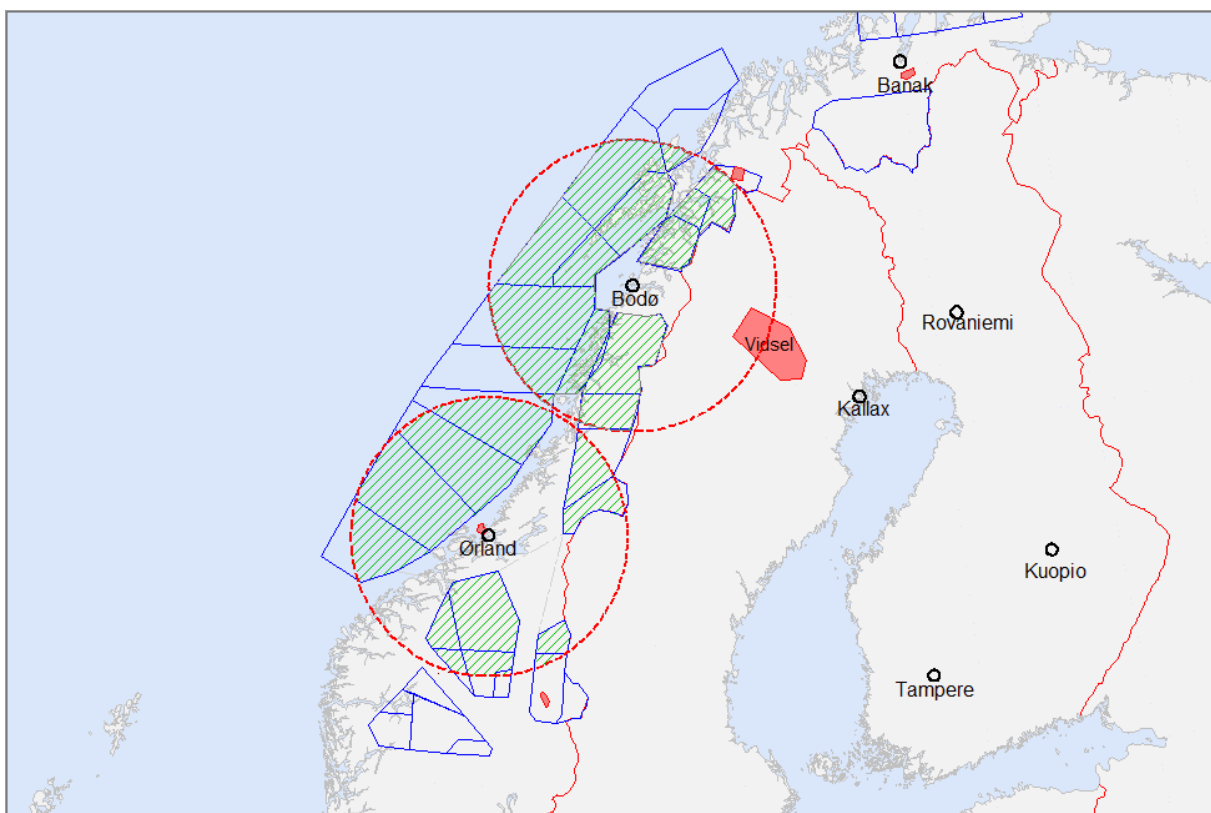 Banak
Bodø
Rovaniemi
Vidsel
Kallax
Ørland
Kuopio
Tampere